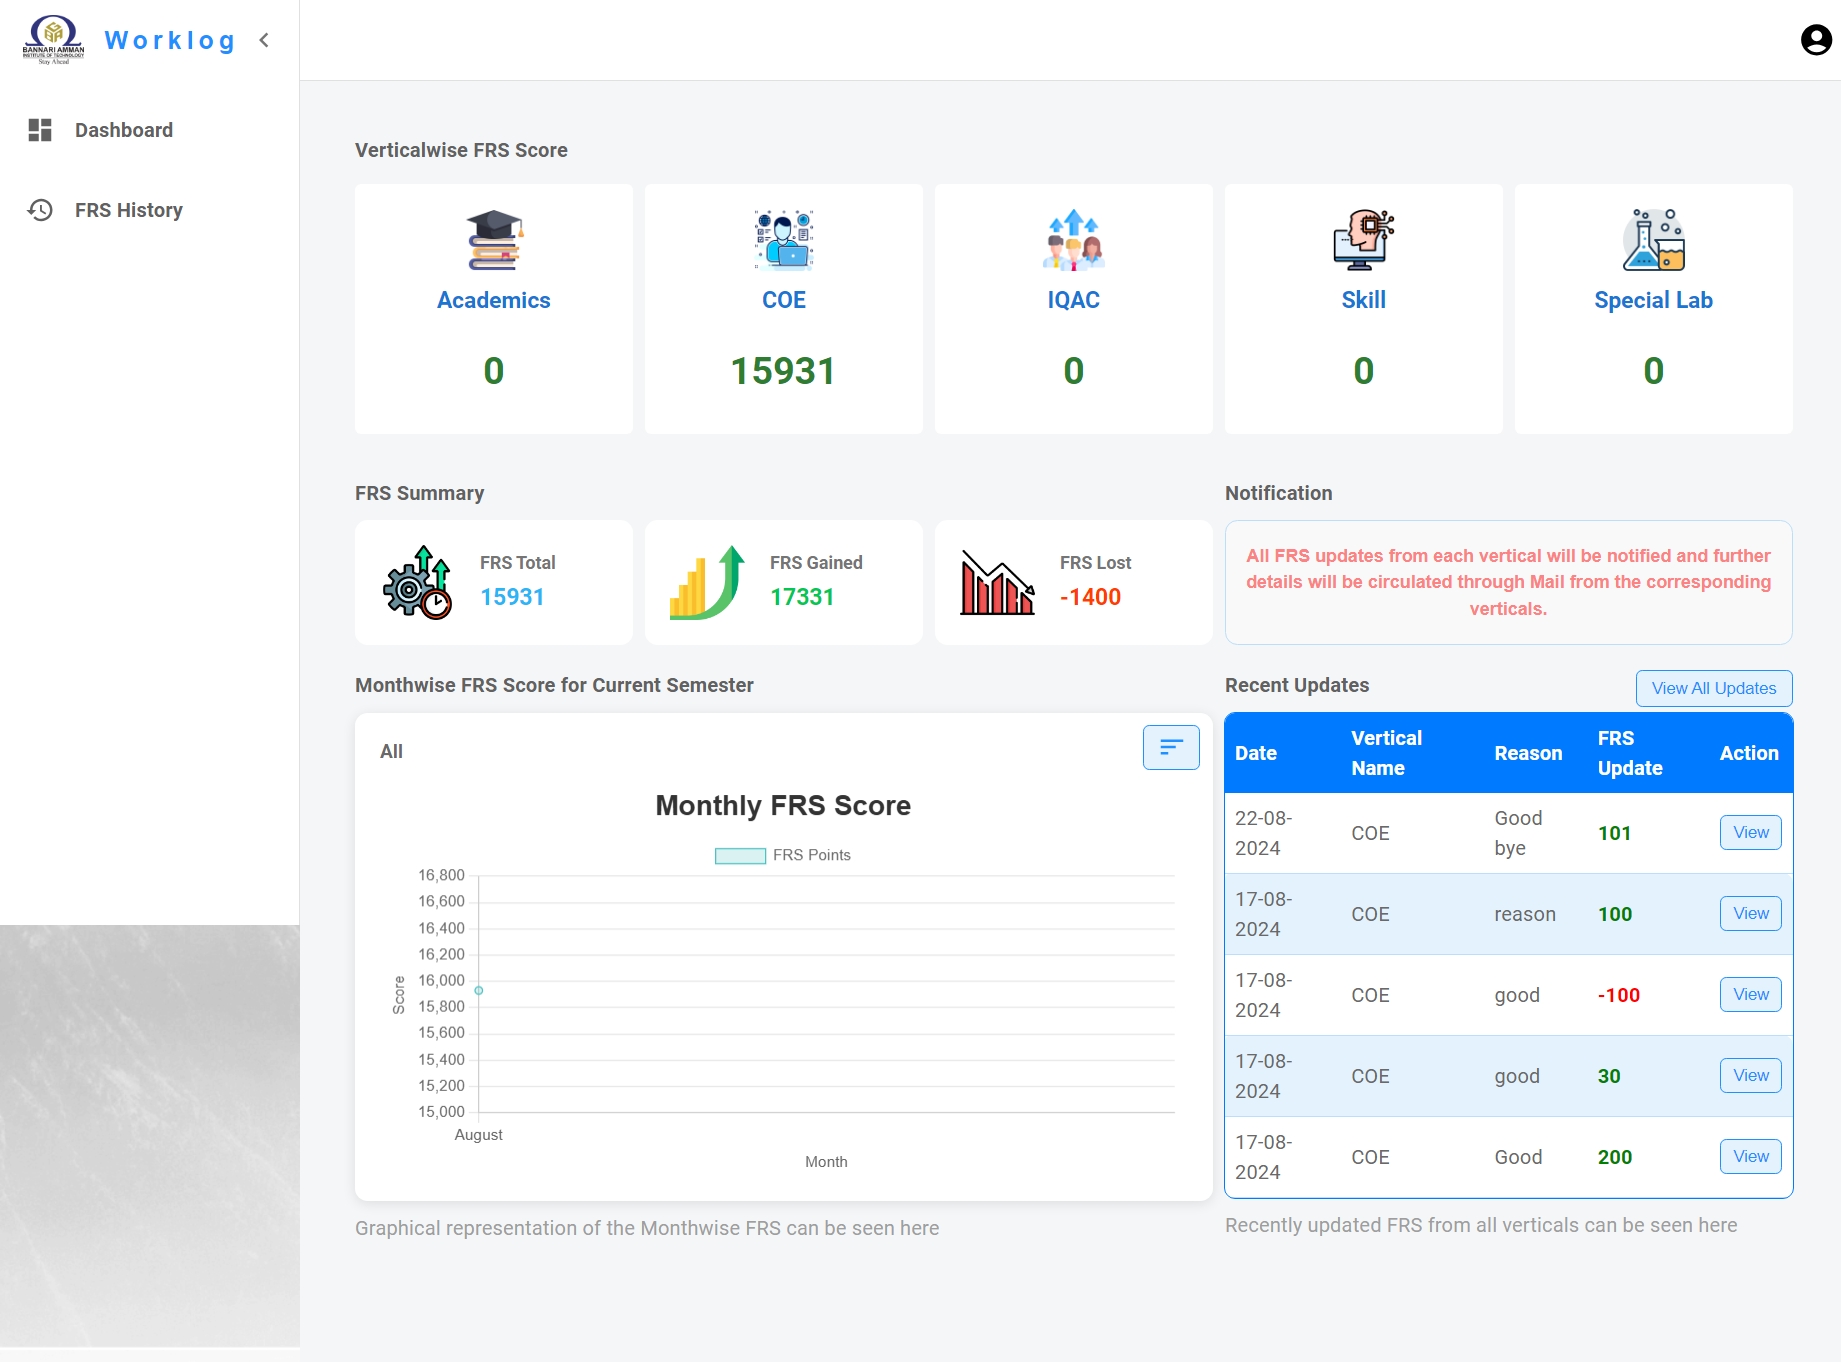 BANNARI AMMAN
INSTITUTE OF TECHNOLOGY
Stay Ahead
Worklog
Dashboard
FRS History
Verticalwise FRS Score
Academics
0
COE
15931
IQAC
0
Skill
0
Special Lab
0
FRS Summary
FRS Total
15931
FRS Gained
17331
FRS Lost
-1400
Notification
All FRS updates from each vertical will be notified and further
details will be circulated through Mail from the corresponding
verticals.
Monthwise FRS Score for Current Semester
All
Monthly FRS Score
FRS Points
16,800
16,600
16,400
16,200
16,000
15,800
15,600
15,400
15,200
15,000
Score
August
Month
Graphical representation of the Monthwise FRS can be seen here
Recent Updates
View All Updates
Date Vertical Name Reason FRS Update Action
22-08-2024 COE Good bye 101 View
17-08-2024 COE reason 100 View
17-08-2024 COE good -100 View
17-08-2024 COE good 30 View
17-08-2024 COE Good 200 View
Recently updated FRS from all verticals can be seen here